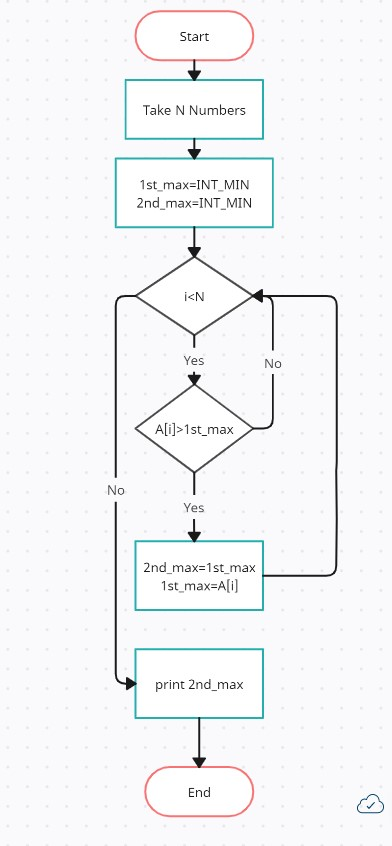 Start
Take N Numbers
1st_max=INT_MIN
2nd_max=INT_MIN
i<N
Yes
No
A[i]>1st_max
No
Yes
2nd_max=1st_max
1st_max=A[i]
print 2nd_max
End